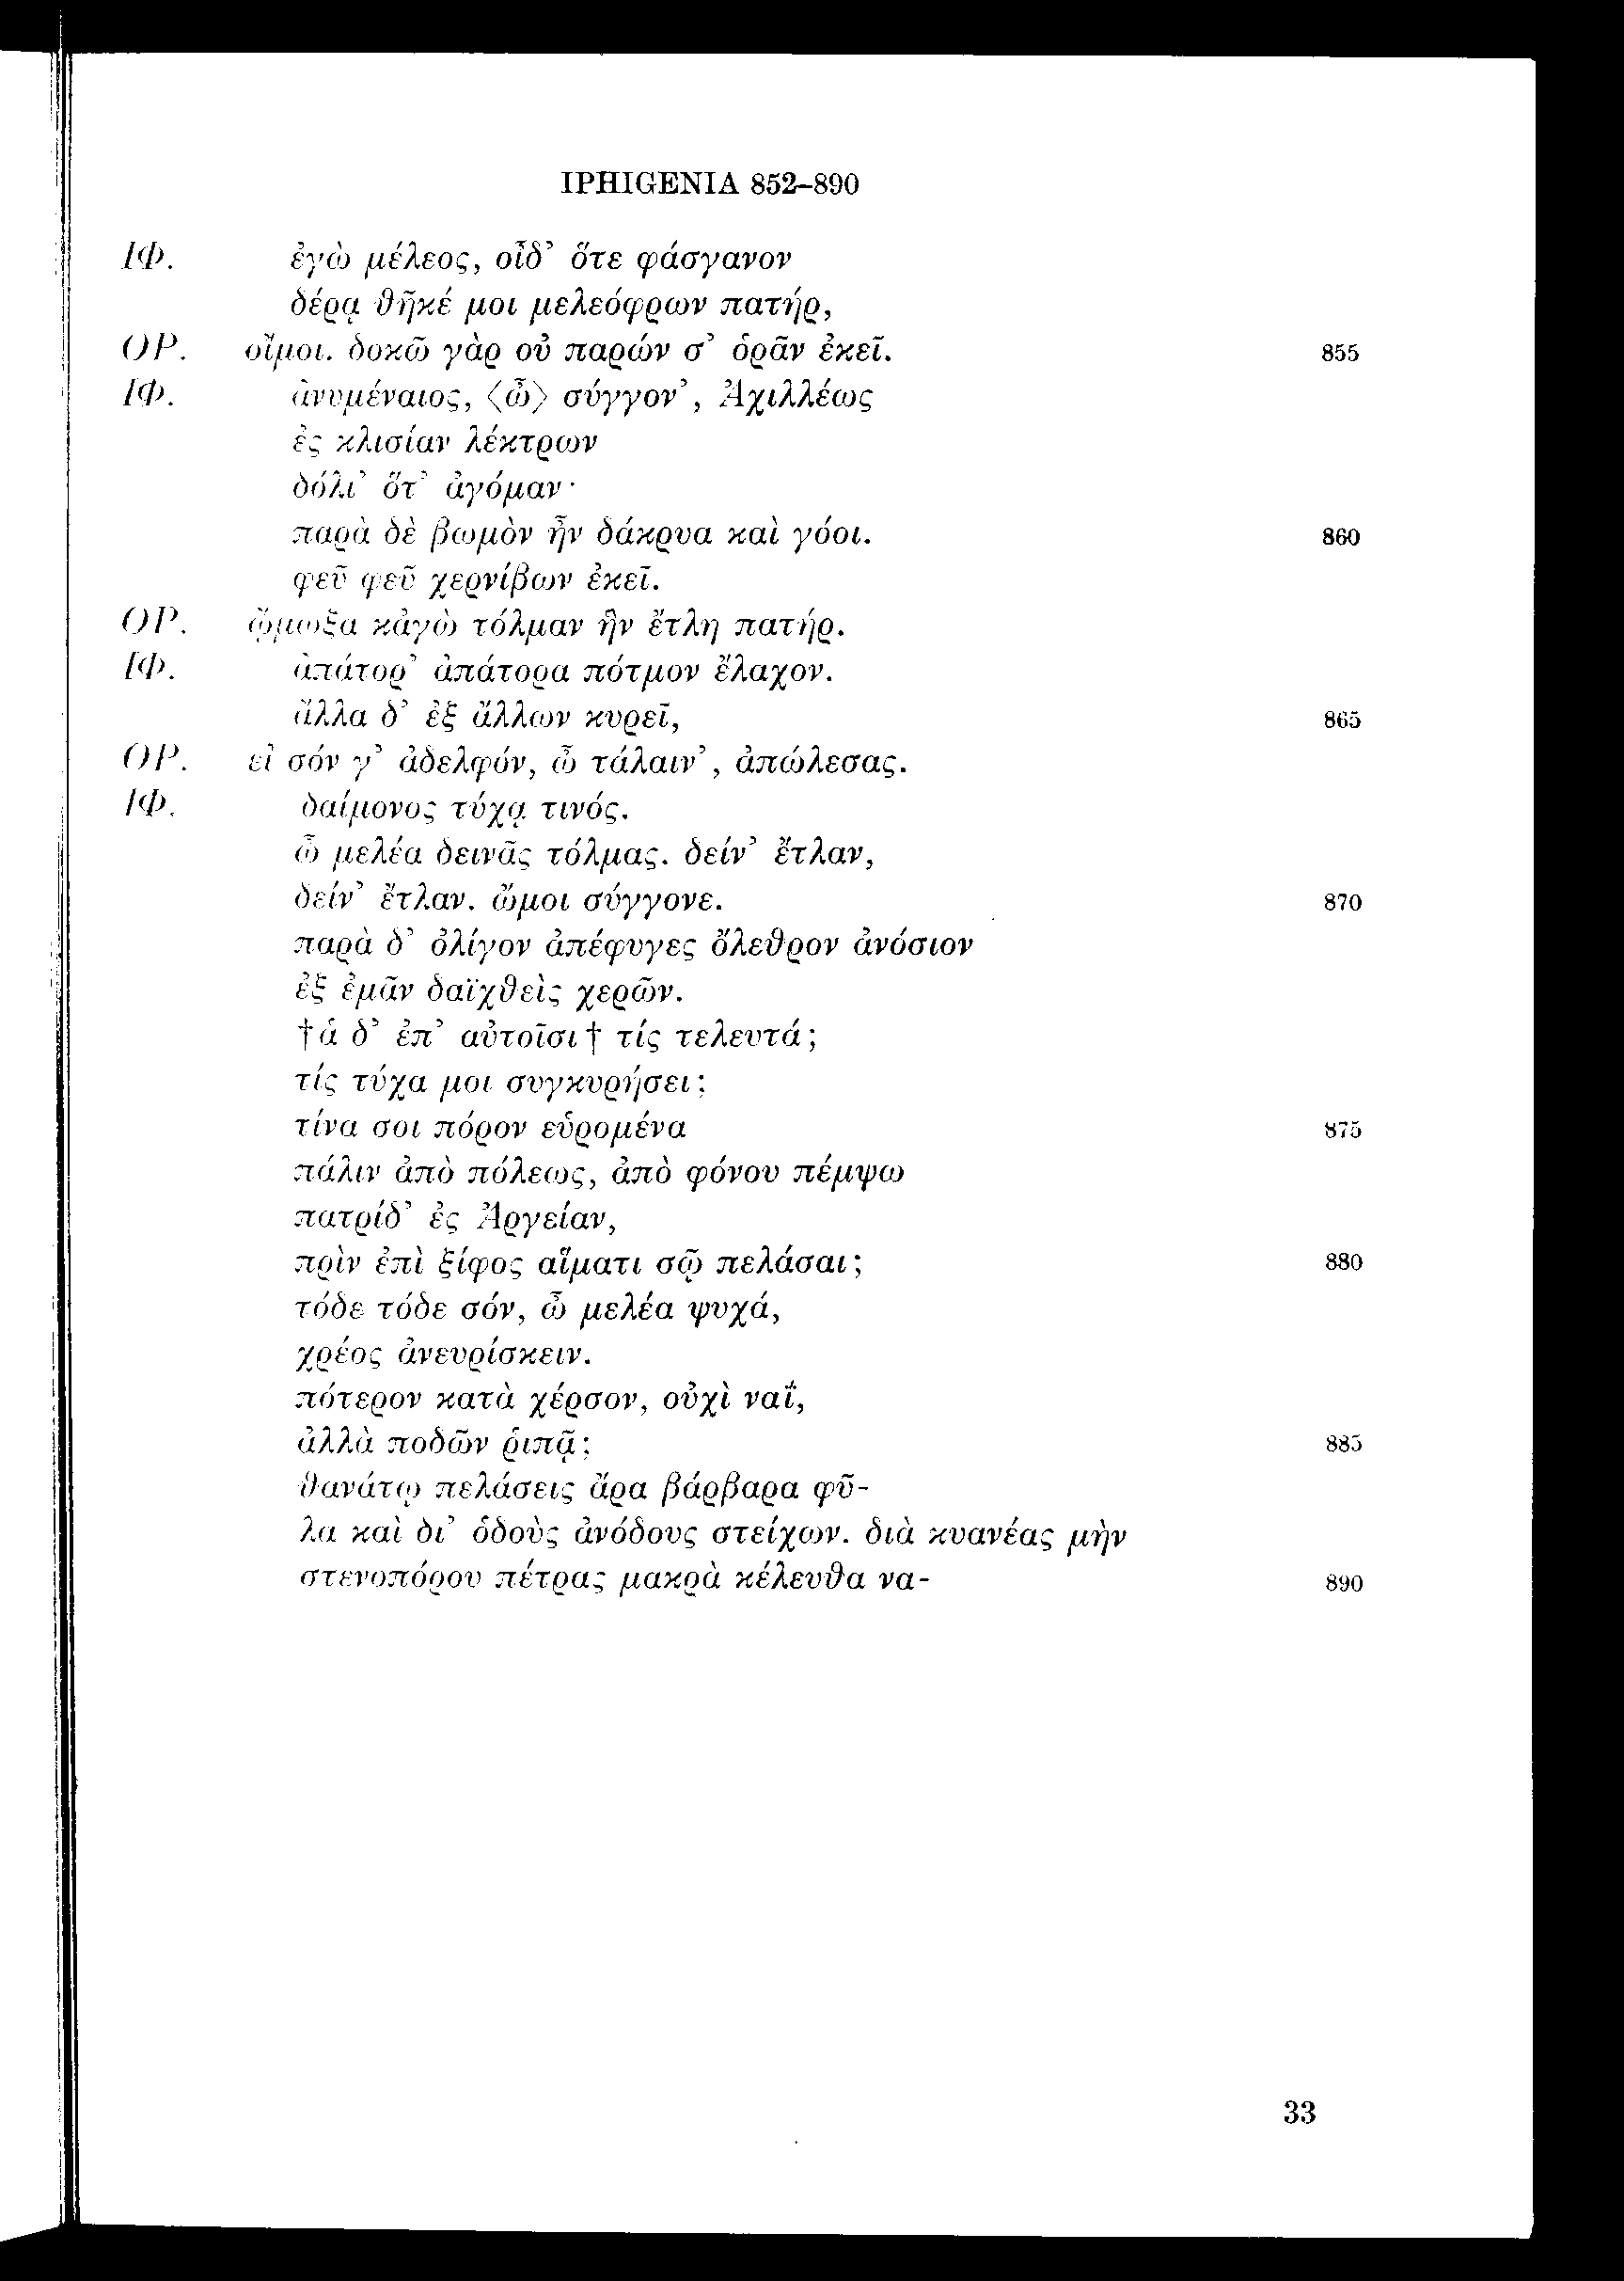 IPHIGENIA 852–890
ΙΦ. ἐγὼ μέλεος, οἶδ’ ὅτε φάσγανον
δέρᾳ θῆκέ μοι μελεόφρων πατήρ,
ΟΡ. οἴμοι. δοκῶ γὰρ οὐ παρών σ’ ὁρᾶν ἐκεῖ. 855
ΙΦ. ἀνυμέναιος, ⟨ὦ⟩ σύγγον’, Ἀχιλλέως
ἐς κλισίαν λέκτρων
δόλι’ ὅτ’ ἀγόμαν·
παρὰ δὲ βωμὸν ἦν δάκρυα καὶ γόοι. 860
φεῦ φεῦ χερνίβων ἐκεῖ.
ΟΡ. ᾤμωξα κἀγὼ τόλμαν ἣν ἔτλη πατήρ.
ΙΦ. ἀπάτορ’ ἀπάτορα πότμον ἔλαχον.
ἄλλα δ’ ἐξ ἄλλων κυρεῖ, 865
ΟΡ. εἰ σόν γ’ ἀδελφόν, ὦ τάλαιν’, ἀπώλεσας.
ΙΦ. δαίμονος τύχᾳ τινός.
ὦ μελέα δεινᾶς τόλμας. δείν’ ἔτλαν,
δείν’ ἔτλαν. ὤμοι σύγγονε. 870
παρὰ δ’ ὀλίγον ἀπέφυγες ὄλεθρον ἀνόσιον
ἐξ ἐμᾶν δαϊχθεὶς χερῶν.
†ἁ δ’ ἐπ’ αὐτοῖσι† τίς τελευτά;
τίς τύχα μοι συγκυρήσει;
τίνα σοι πόρον εὑρομένα 875
πάλιν ἀπὸ πόλεως, ἀπὸ φόνου πέμψω
πατρίδ’ ἐς Ἀργείαν,
πρὶν ἐπὶ ξίφος αἵματι σῷ πελάσαι; 880
τόδε τόδε σόν, ὦ μελέα ψυχά,
χρέος ἀνευρίσκειν.
πότερον κατὰ χέρσον, οὐχὶ ναΐ,
ἀλλὰ ποδῶν ῥιπᾷ; 885
θανάτῳ πελάσεις ἄρα βάρβαρα φῦ-
λα καὶ δι’ ὁδοὺς ἀνόδους στείχων. διὰ κυανέας μὴν
στενοπόρου πέτρας μακρὰ κέλευθα να- 890
33